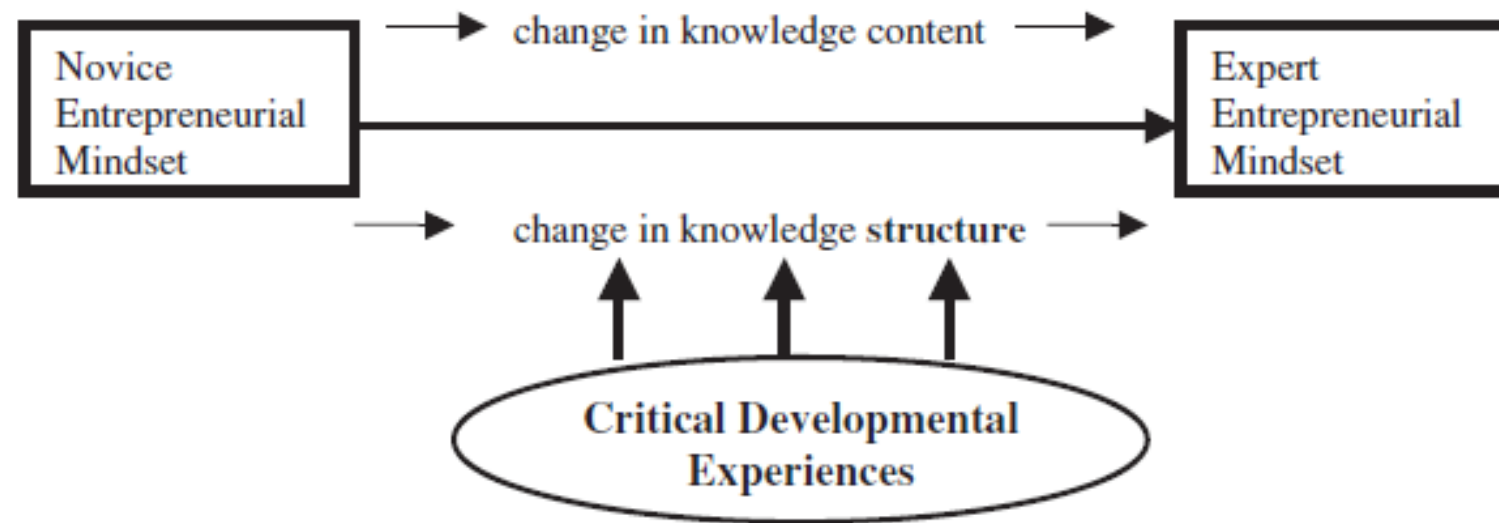 change in knowledge content
Novice
Entrepreneurial
Mindset
Expert
Entrepreneurial
Mindset
change in knowledge structure
Critical Developmental
Experiences